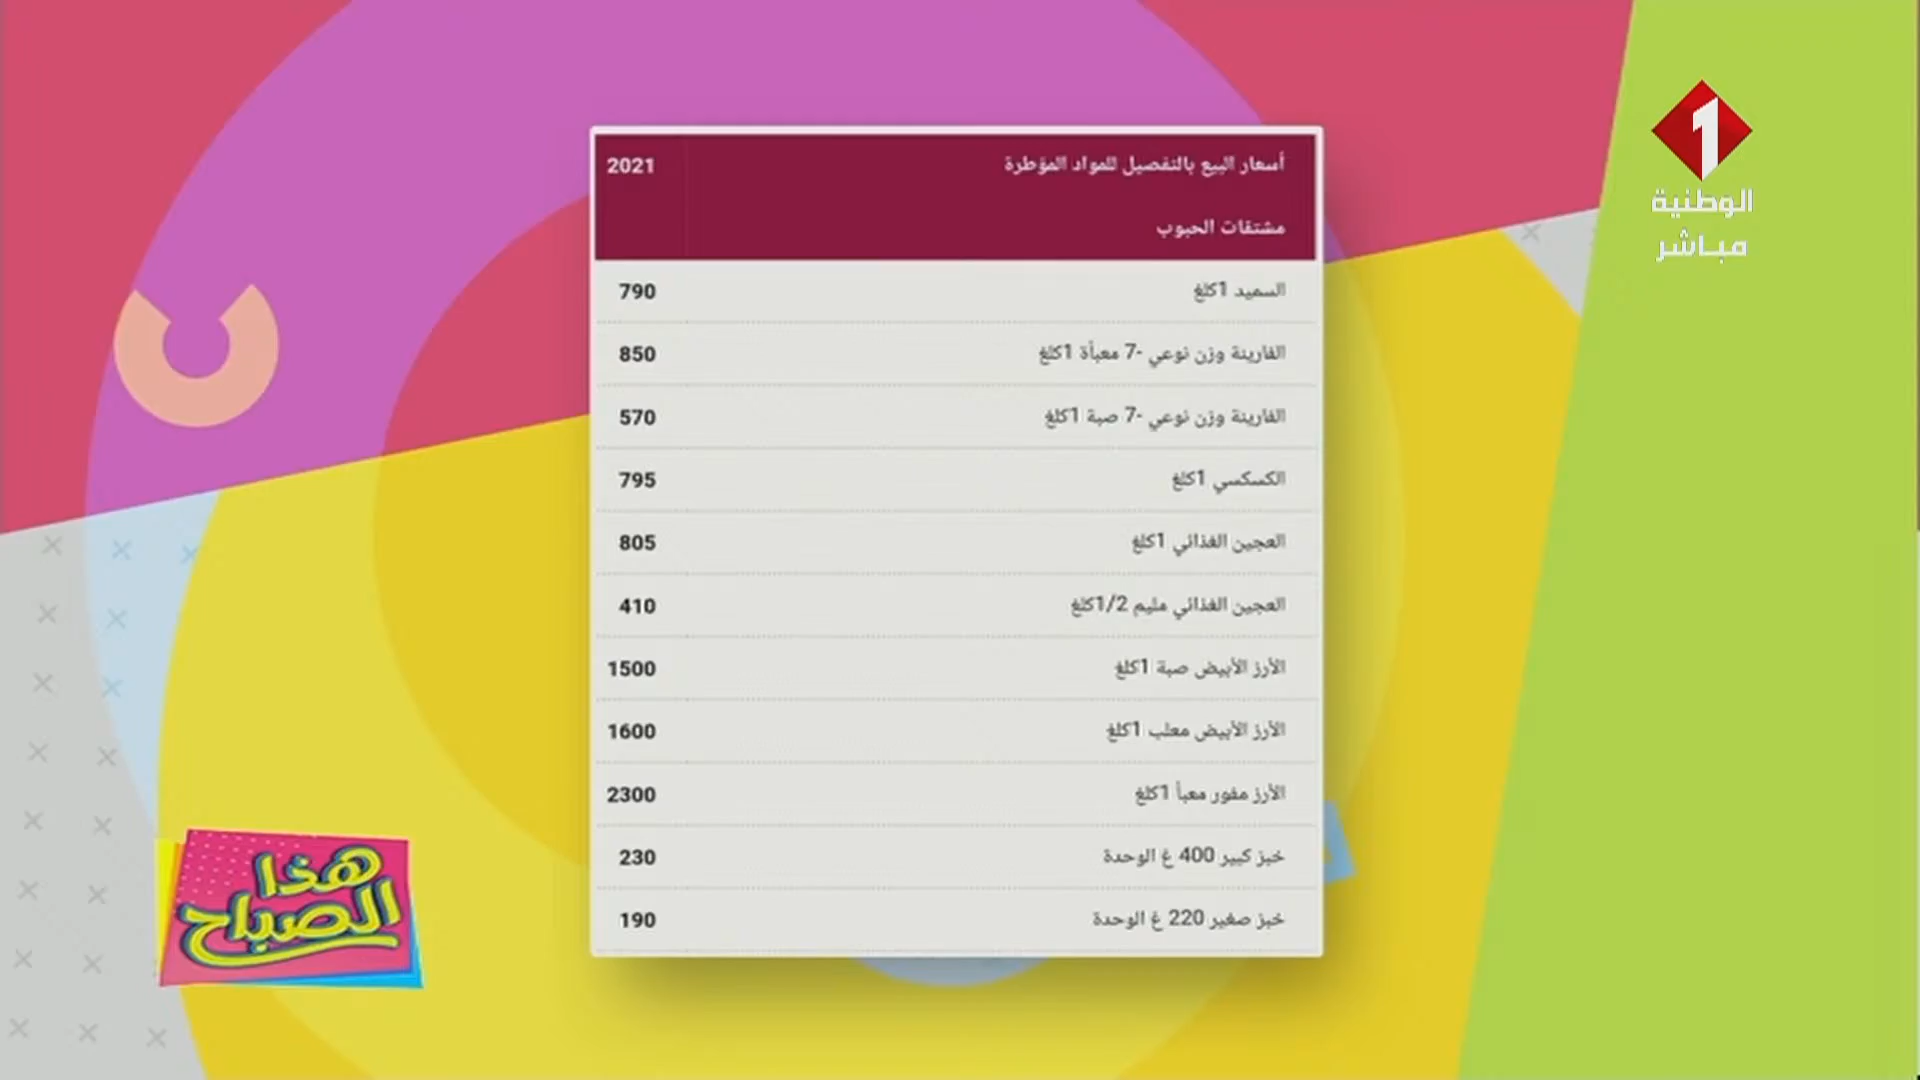 1
الوطنية
مباشر
أسعار البيع بالتفصيل للمواد المؤطرة 2021
مشتقات الحبوب
السميد 1كلغ 790
الفارينة وزن نوعي -7 معبأة 1كلغ 850
الفارينة وزن نوعي -7 صبة 1كلغ 570
الكسكسي 1كلغ 795
العجين الغذائي 1كلغ 805
العجين الغذائي مليم 1/2كلغ 410
الأرز الأبيض صبة 1كلغ 1500
الأرز الأبيض معلب 1كلغ 1600
الأرز مفور معبأ 1كلغ 2300
خبز كبير 400 غ الوحدة 230
خبز صغير 220 غ الوحدة 190
هذا
الصباح